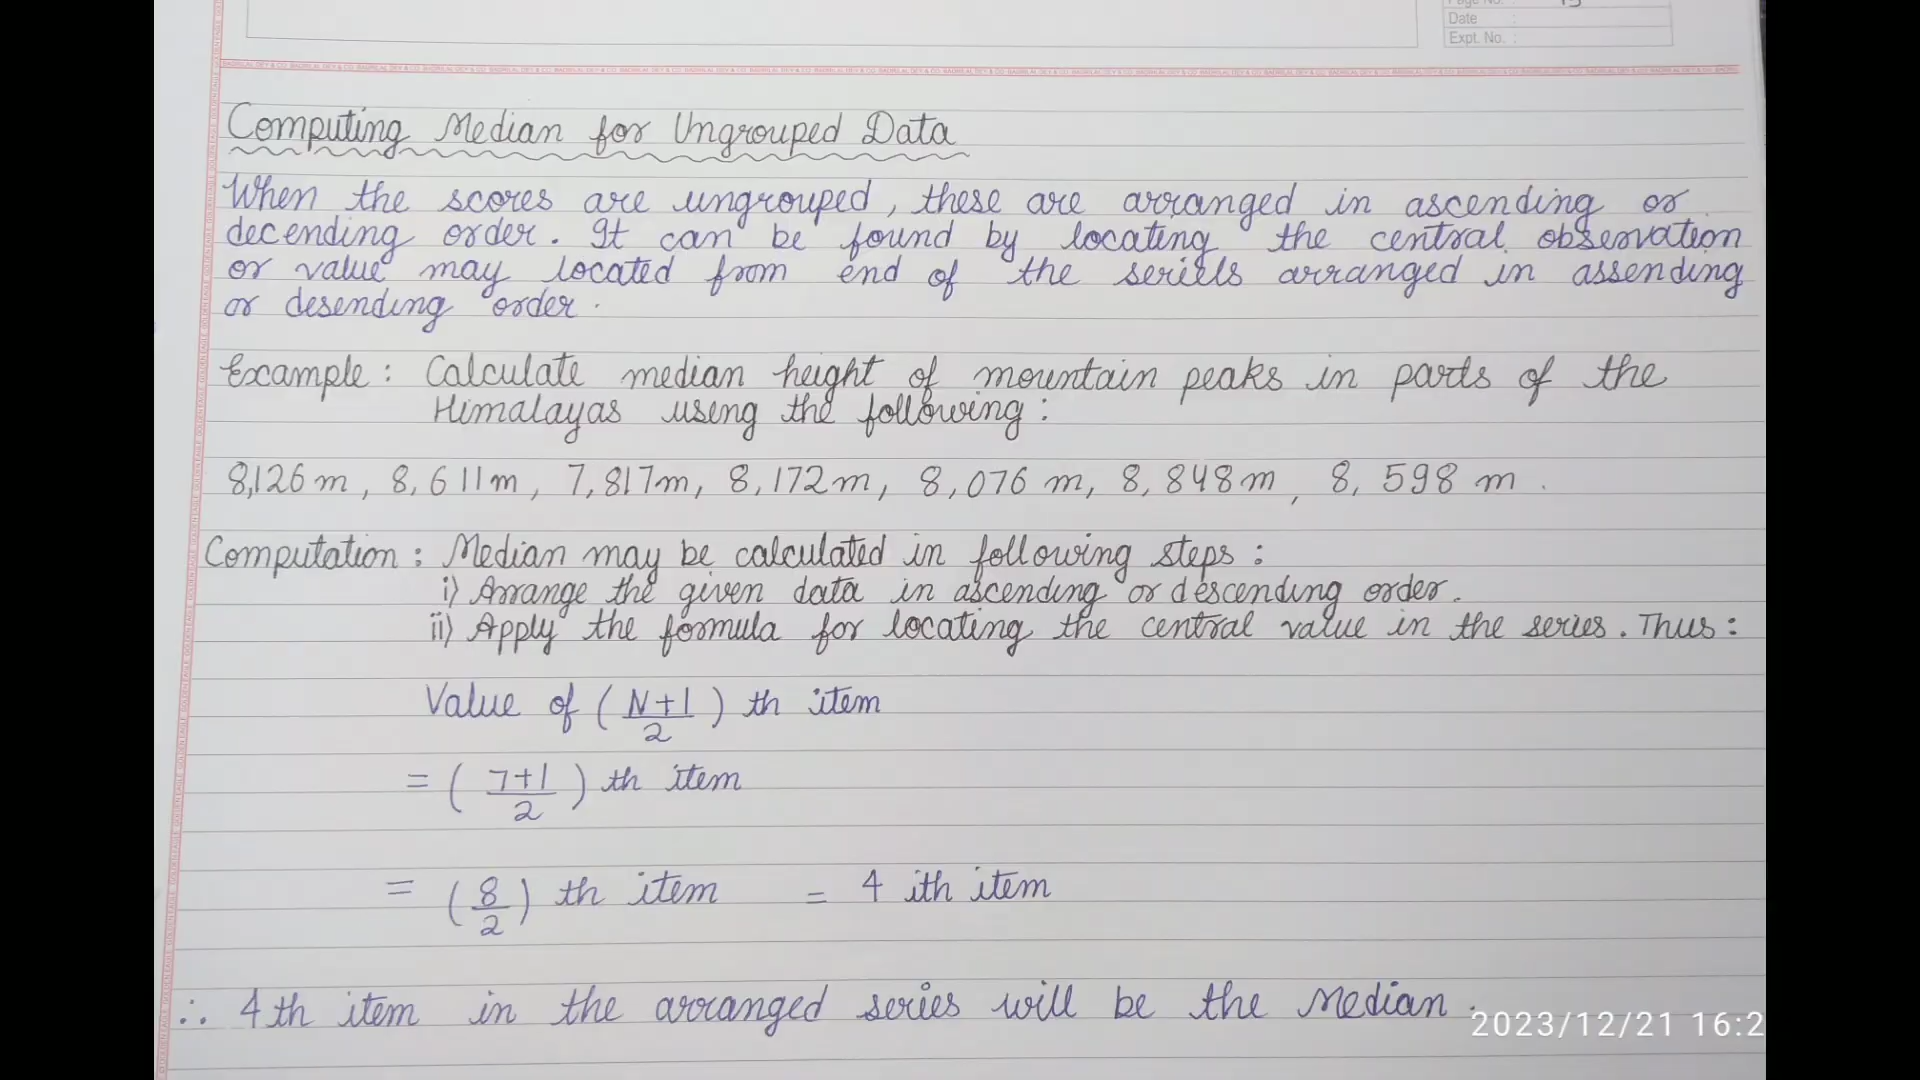 Page No. :
Date :
Expt. No. :
Computing Median for Ungrouped Data
When the scores are ungrouped, these are arranged in ascending or
decending order. It can be found by locating the central observation
or value may located from end of the seriels arranged in assending
or desending order.
Example: Calculate median height of mountain peaks in parts of the
Himalayas useng the following:
8,126 m, 8,611m, 7,817m, 8,172m, 8,076 m, 8,848m, 8,598 m.
Computation: Median may be calculated in following steps:
i) Arrange the given data in ascending or descending order.
ii) Apply the formula for locating the central value in the series. Thus:
Value of (N+1/2) th item
= (7+1/2) th item
= (8/2) th item = 4 ith item
∴ 4th item in the arranged series will be the Median.
2023/12/21 16:2